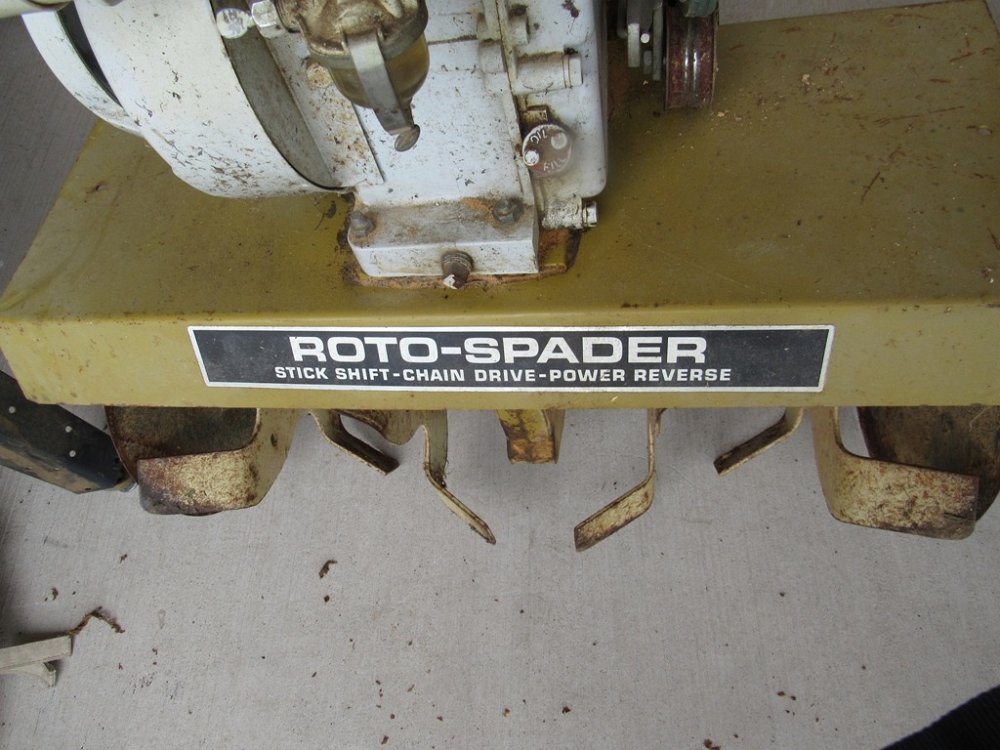 ROTO-SPADER
STICK SHIFT-CHAIN DRIVE-POWER REVERSE